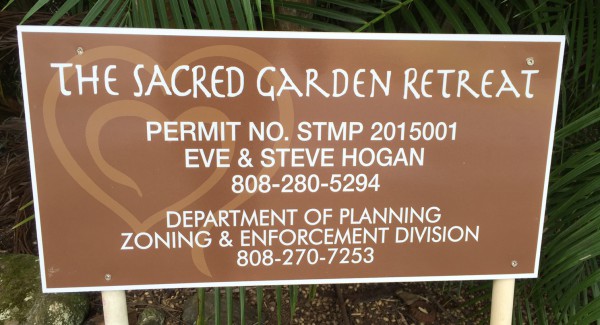 THE SACRED GARDEN RETREAT
PERMIT NO. STMP 2015001
EVE & STEVE HOGAN
808-280-5294
DEPARTMENT OF PLANNING
ZONING & ENFORCEMENT DIVISION
808-270-7253